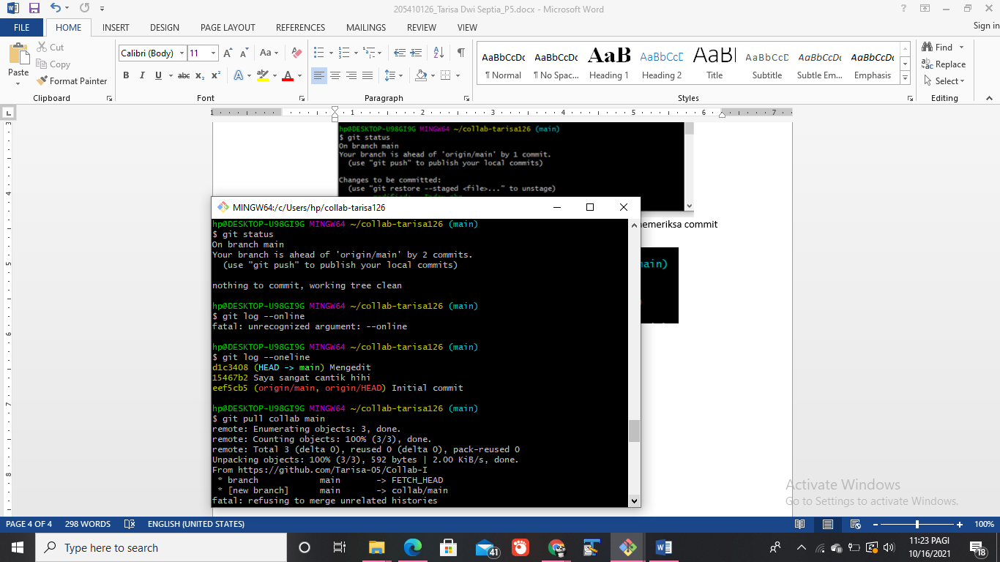 205410126_Tarisa Dwi Septia_P5.docx - Microsoft Word
FILE HOME INSERT DESIGN PAGE LAYOUT REFERENCES MAILINGS REVIEW VIEW Sign in
Paste
Cut
Copy
Format Painter
Clipboard
Calibri (Body) 11
Font
Paragraph
AaBbCcDc AaBbCcDc AaB AaBbCcD AaB AaBbCcD AaBbCcDc AaBbCcDc
¶ Normal ¶ No Spac... Heading 1 Heading 2 Title Subtitle Subtle Em... Emphasis
Styles
Find
Replace
Select
Editing
1 1 2 3 4 5 6 7
hp@DESKTOP-U98GI9G MINGW64 ~/collab-tarisa126 (main)
$ git status
On branch main
Your branch is ahead of 'origin/main' by 1 commit.
(use "git push" to publish your local commits)
Changes to be committed:
(use "git restore --staged <file>..." to unstage)
MINGW64:/c/Users/hp/collab-tarisa126
hp@DESKTOP-U98GI9G MINGW64 ~/collab-tarisa126 (main)
$ git status
On branch main
Your branch is ahead of 'origin/main' by 2 commits.
(use "git push" to publish your local commits)
nothing to commit, working tree clean
hp@DESKTOP-U98GI9G MINGW64 ~/collab-tarisa126 (main)
$ git log --online
fatal: unrecognized argument: --online
hp@DESKTOP-U98GI9G MINGW64 ~/collab-tarisa126 (main)
$ git log --oneline
d1c3408 (HEAD -> main) Mengedit
15467b2 Saya sangat cantik hihi
eef5cb5 (origin/main, origin/HEAD) Initial commit
hp@DESKTOP-U98GI9G MINGW64 ~/collab-tarisa126 (main)
$ git pull collab main
remote: Enumerating objects: 3, done.
remote: Counting objects: 100% (3/3), done.
remote: Total 3 (delta 0), reused 0 (delta 0), pack-reused 0
Unpacking objects: 100% (3/3), 592 bytes | 2.00 KiB/s, done.
From https://github.com/Tarisa-05/Collab-I
* branch main -> FETCH_HEAD
* [new branch] main -> collab/main
fatal: refusing to merge unrelated histories
commit
main)
Activate Windows
Go to Settings to activate Windows.
PAGE 4 OF 4 298 WORDS ENGLISH (UNITED STATES) 100%
Type here to search
41
11:23 PAGI
10/16/2021
18